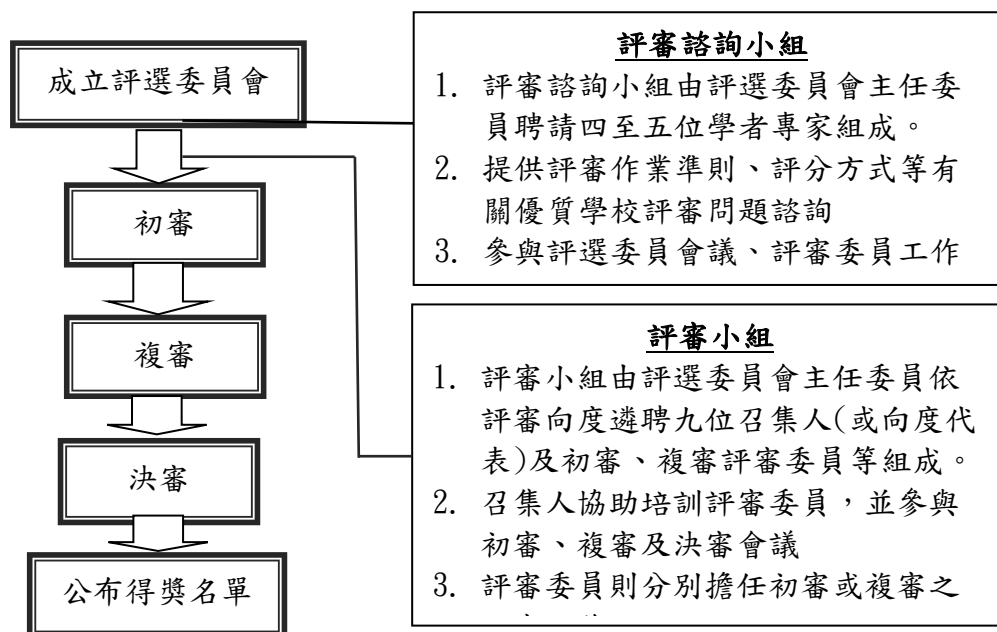 成立評選委員會
初審
複審
決審
公布得獎名單
評審諮詢小組
1. 評審諮詢小組由評選委員會主任委
員聘請四至五位學者專家組成。
2. 提供評審作業準則、評分方式等有
關優質學校評審問題諮詢
3. 參與評選委員會議、評審委員工作
評審小組
1. 評審小組由評選委員會主任委員依
評審向度遴聘九位召集人(或向度代
表)及初審、複審評審委員等組成。
2. 召集人協助培訓評審委員，並參與
初審、複審及決審會議
3. 評審委員則分別擔任初審或複審之